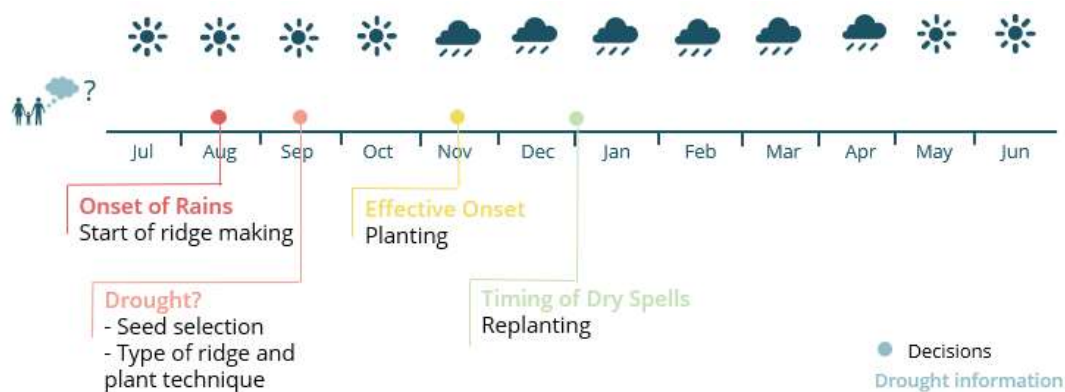 ?
Jul Aug Sep Oct Nov Dec Jan Feb Mar Apr May Jun
Onset of Rains
Start of ridge making
Effective Onset
Planting
Drought?
- Seed selection
- Type of ridge and
plant technique
Timing of Dry Spells
Replanting
Decisions
Drought information